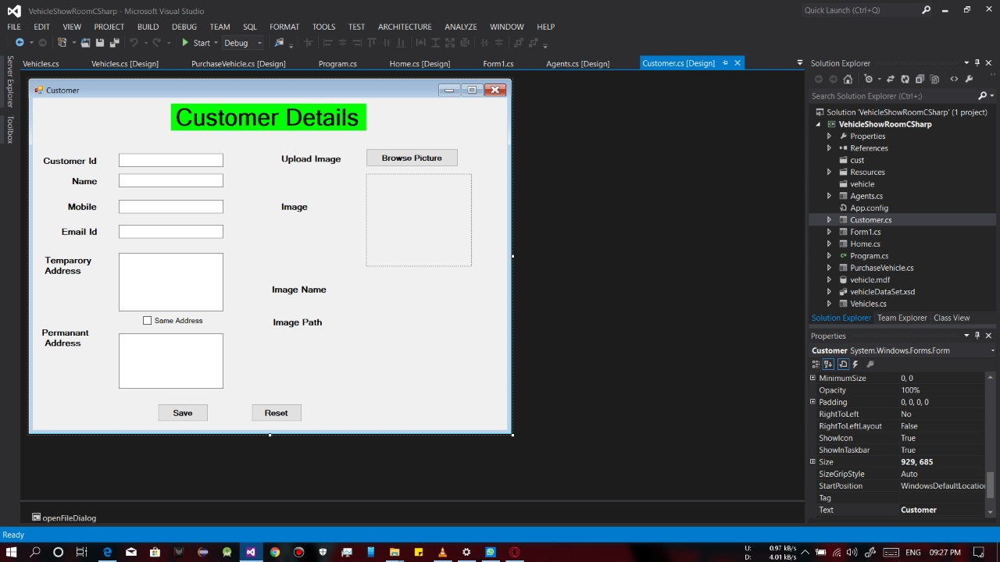 VehicleShowRoomCSharp - Microsoft Visual Studio
Quick Launch (Ctrl+Q)
FILE EDIT VIEW PROJECT BUILD DEBUG TEAM SQL FORMAT TOOLS TEST ARCHITECTURE ANALYZE WINDOW HELP
Start Debug
Server Explorer
Toolbox
Vehicles.cs Vehicles.cs [Design] PurchaseVehicle.cs [Design] Program.cs Home.cs [Design] Form1.cs Agents.cs [Design] Customer.cs [Design]
Customer
Customer Details
Customer Id
Name
Mobile
Email Id
Temparory
Address
Same Address
Permanant
Address
Upload Image
Browse Picture
Image
Image Name
Image Path
Save
Reset
openFileDialog
Solution Explorer
Search Solution Explorer (Ctrl+;)
Solution 'VehicleShowRoomCSharp' (1 project)
VehicleShowRoomCSharp
Properties
References
cust
Resources
vehicle
Agents.cs
App.config
Customer.cs
Form1.cs
Home.cs
Program.cs
PurchaseVehicle.cs
vehicle.mdf
vehicleDataSet.xsd
Vehicles.cs
Solution Explorer Team Explorer Class View
Properties
Customer System.Windows.Forms.Form
MinimumSize 0, 0
Opacity 100%
Padding 0, 0, 0, 0
RightToLeft No
RightToLeftLayout False
ShowIcon True
ShowInTaskbar True
Size 929, 685
SizeGripStyle Auto
StartPosition WindowsDefaultLocation
Tag
Text Customer
Ready
U: 0.97 kB/s
D: 4.01 kB/s
ENG 09:27 PM